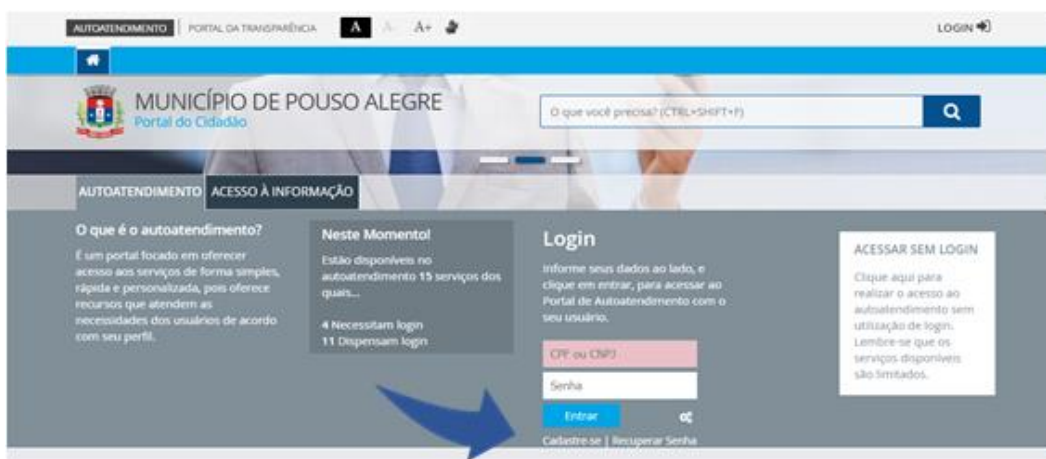 AUTOATENDIMENTO | PORTAL DA TRANSPARÊNCIA A A- A+
LOGIN
MUNICÍPIO DE POUSO ALEGRE
Portal do Cidadão
O que você precisa? (CTRL+SHIFT+F)
AUTOATENDIMENTO ACESSO À INFORMAÇÃO
O que é o autoatendimento?
É um portal focado em oferecer
acesso aos serviços de forma simples,
rápida e personalizada, pois oferece
recursos que atendem as
necessidades dos usuários de acordo
com seu perfil.
Neste Momento!
Estão disponíveis no
autoatendimento 15 serviços dos
quais...
4 Necessitam login
11 Dispensam login
Login
Informe seus dados ao lado, e
clique em entrar, para acessar ao
Portal de Autoatendimento com o
seu usuário.
CPF ou CNPJ
Senha
Entrar
Cadastre-se | Recuperar Senha
ACESSAR SEM LOGIN
Clique aqui para
realizar o acesso ao
autoatendimento sem
utilização de login.
Lembre-se que os
serviços disponíveis
são limitados.